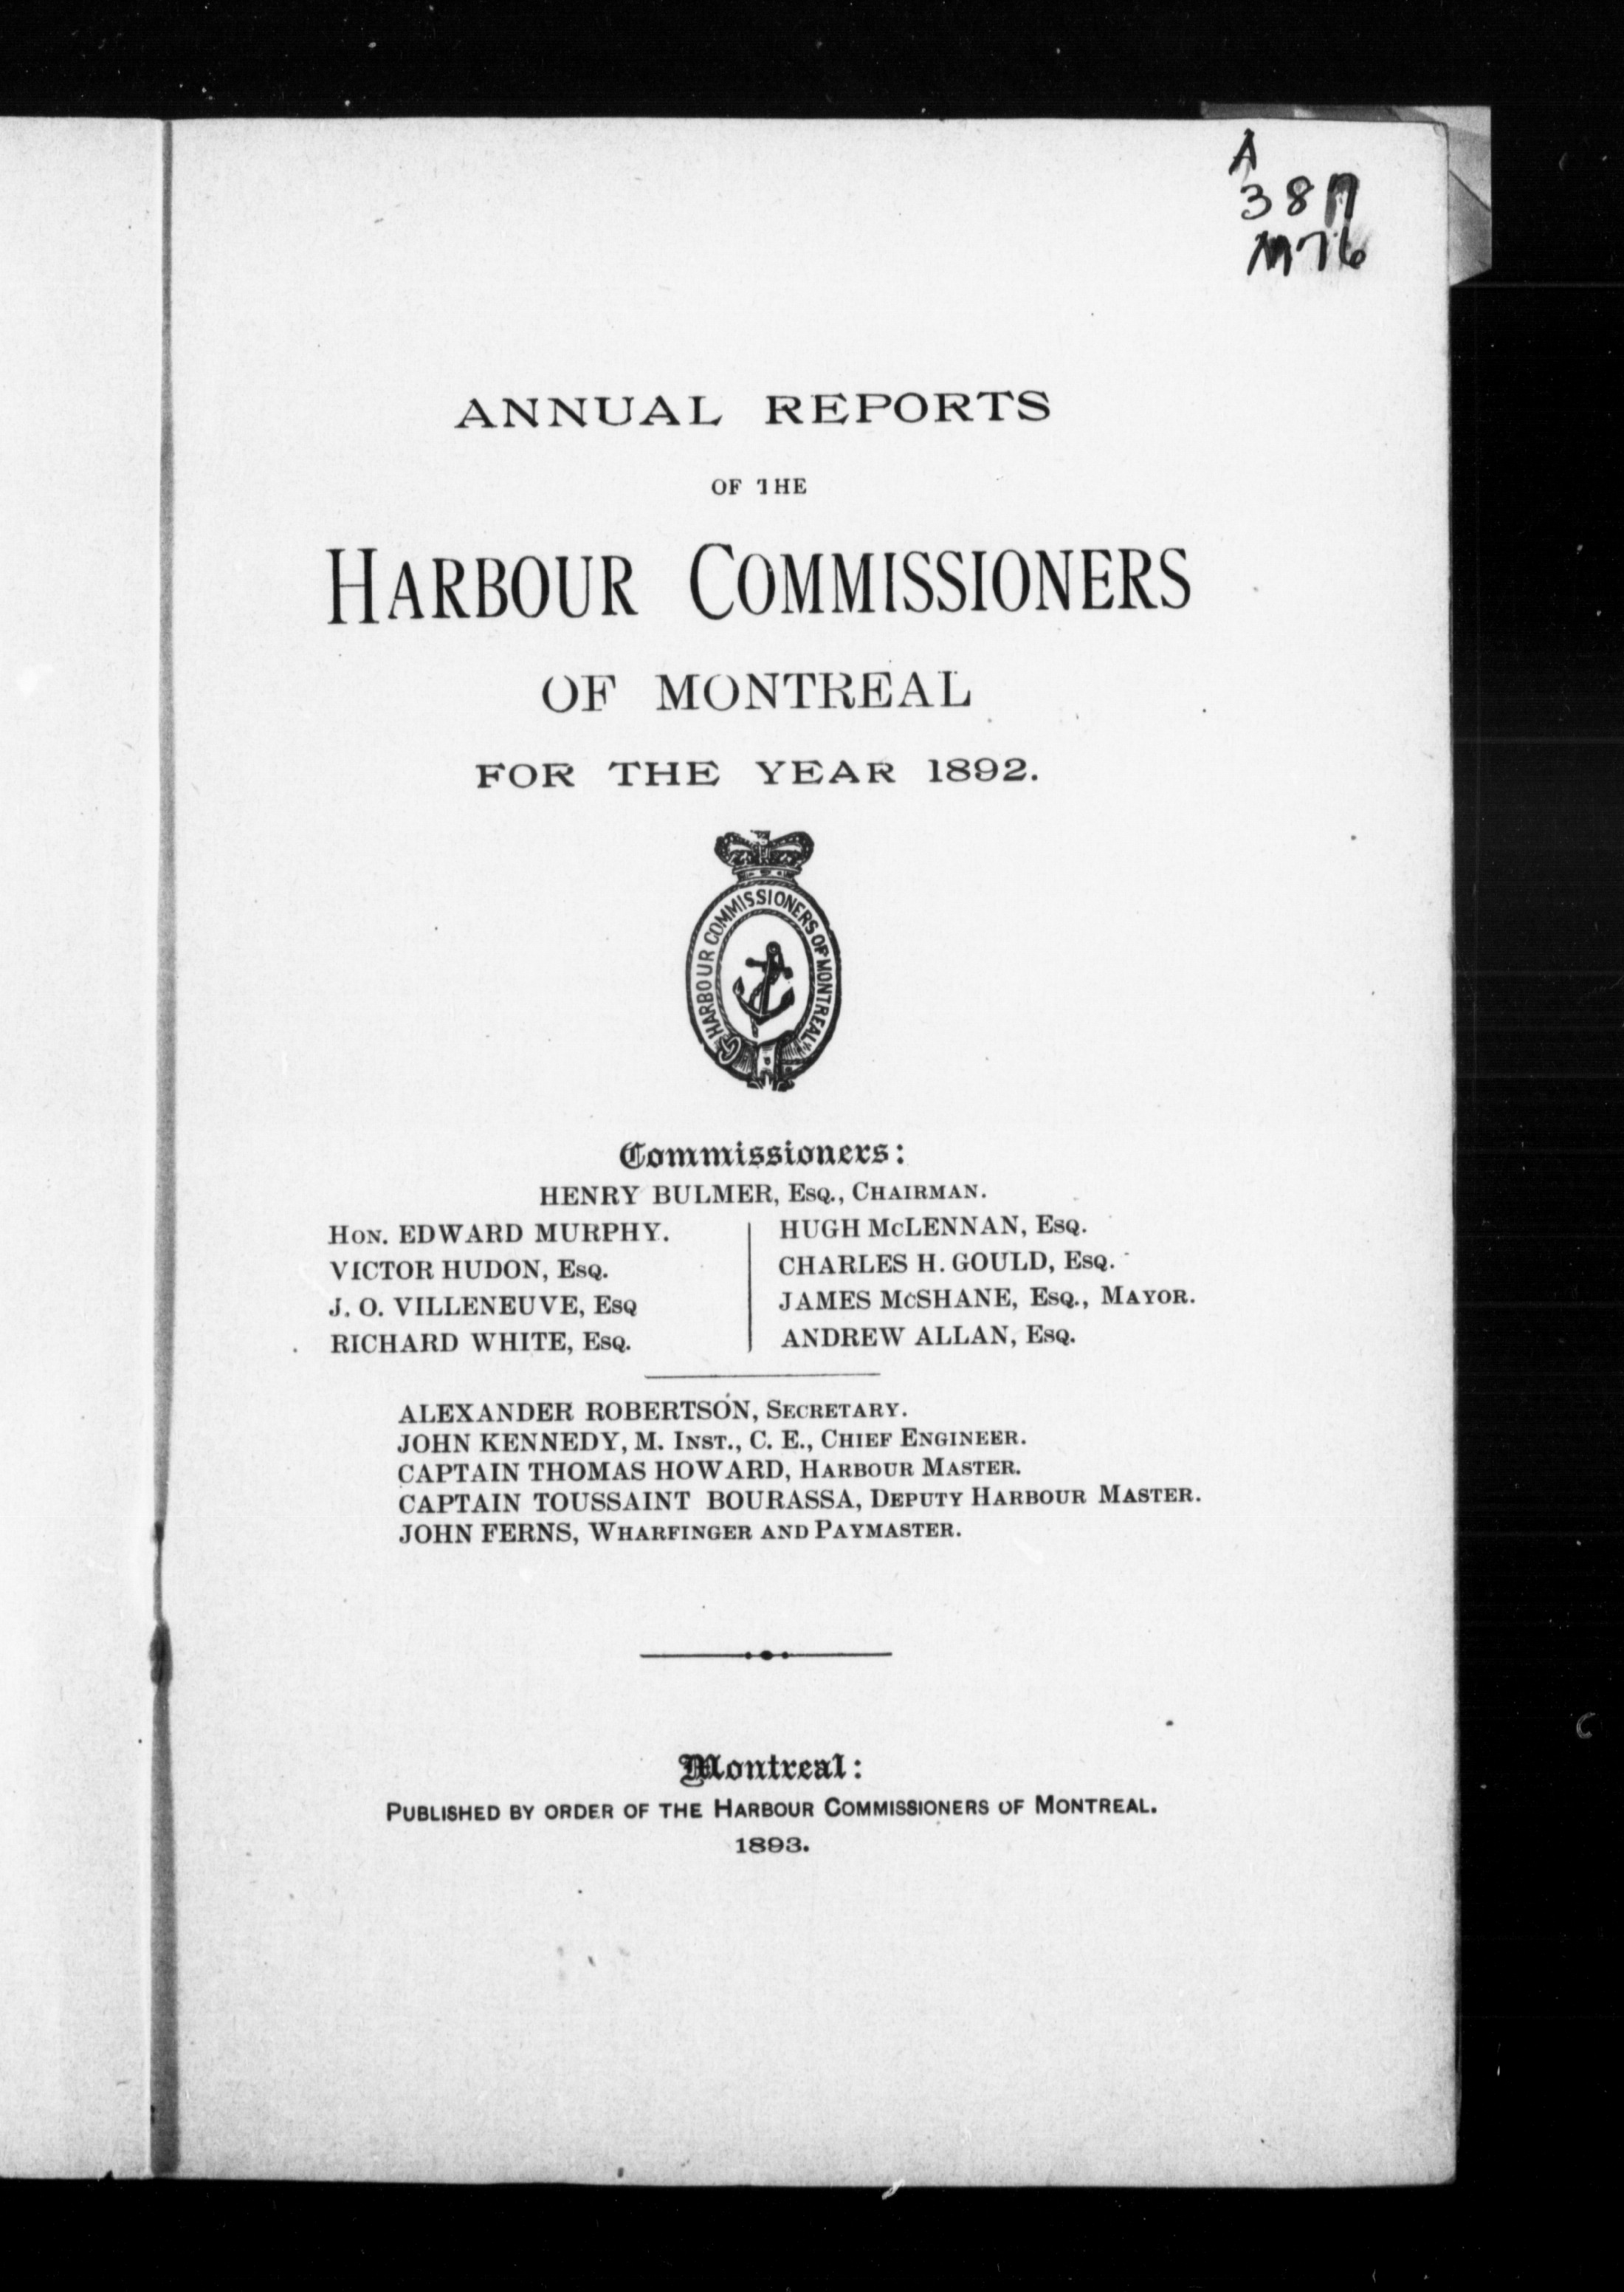 A
387
M76
ANNUAL REPORTS
OF THE
HARBOUR COMMISSIONERS
OF MONTREAL
FOR THE YEAR 1892.
HARBOUR COMMISSIONERS OF MONTREAL
Commissioners:
HENRY BULMER, ESQ., CHAIRMAN.
HON. EDWARD MURPHY.
VICTOR HUDON, ESQ.
J. O. VILLENEUVE, ESQ
RICHARD WHITE, ESQ.
HUGH McLENNAN, ESQ.
CHARLES H. GOULD, ESQ.
JAMES McSHANE, ESQ., MAYOR.
ANDREW ALLAN, ESQ.
ALEXANDER ROBERTSON, SECRETARY.
JOHN KENNEDY, M. INST., C. E., CHIEF ENGINEER.
CAPTAIN THOMAS HOWARD, HARBOUR MASTER.
CAPTAIN TOUSSAINT BOURASSA, DEPUTY HARBOUR MASTER.
JOHN FERNS, WHARFINGER AND PAYMASTER.
Montreal:
PUBLISHED BY ORDER OF THE HARBOUR COMMISSIONERS OF MONTREAL.
1893.